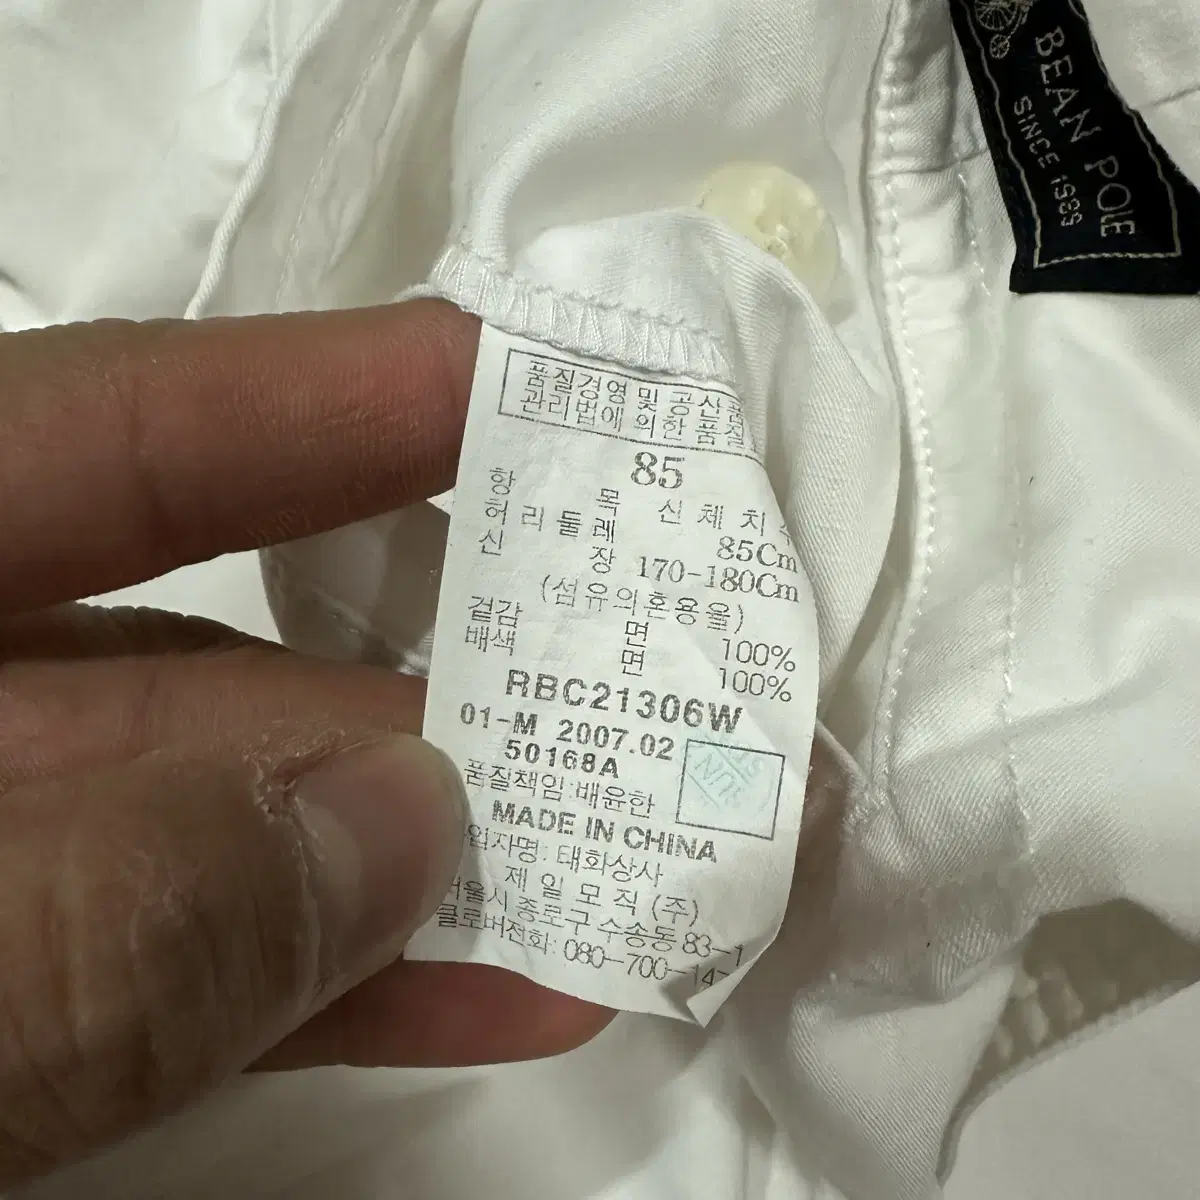 BEAN POLE
SINCE 1989
품질경영 및 공산품
관리법에 의한 품질
85
항 목 신체치수
허리둘레 85Cm
신 장 170-180Cm
(섬유의혼용율)
겉감 면 100%
배색 면 100%
RBC21306W
01-M 2007.02
50168A
품질책임:배윤한
MADE IN CHINA
입자명: 태화상사
제 일 모 직 (주)
서울시 종로구 수송동 83-1
클로버전화: 080-700-14